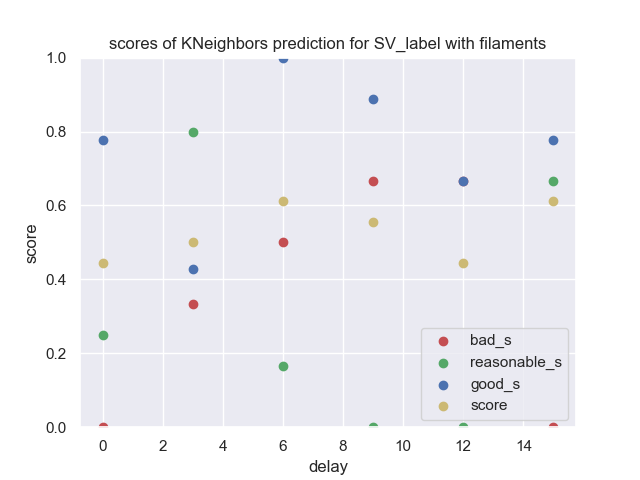 scores of KNeighbors prediction for SV_label with filaments
1.0
0.8
0.6
0.4
0.2
0.0
score
0 2 4 6 8 10 12 14
delay
bad_s
reasonable_s
good_s
score